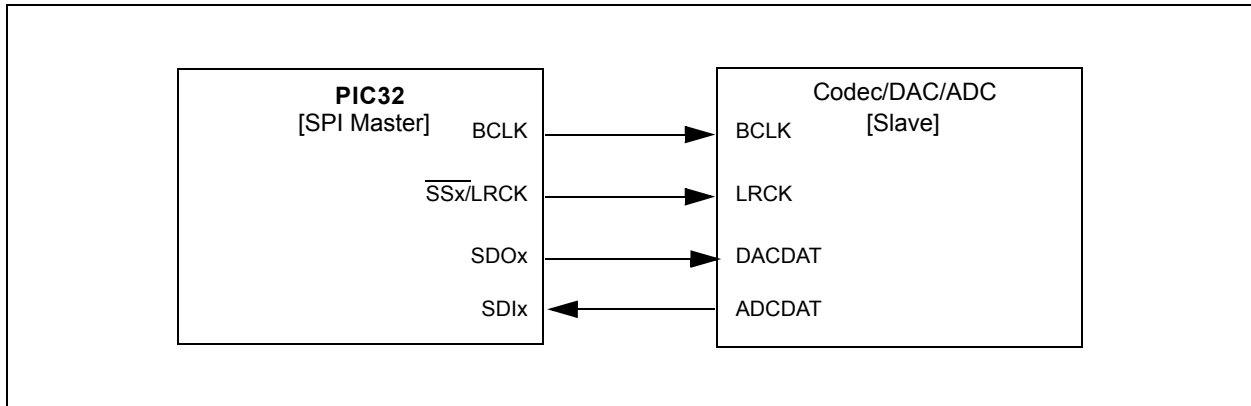 PIC32
[SPI Master]
BCLK
SSx/LRCK
SDOx
SDIx
Codec/DAC/ADC
[Slave]
BCLK
LRCK
DACDAT
ADCDAT